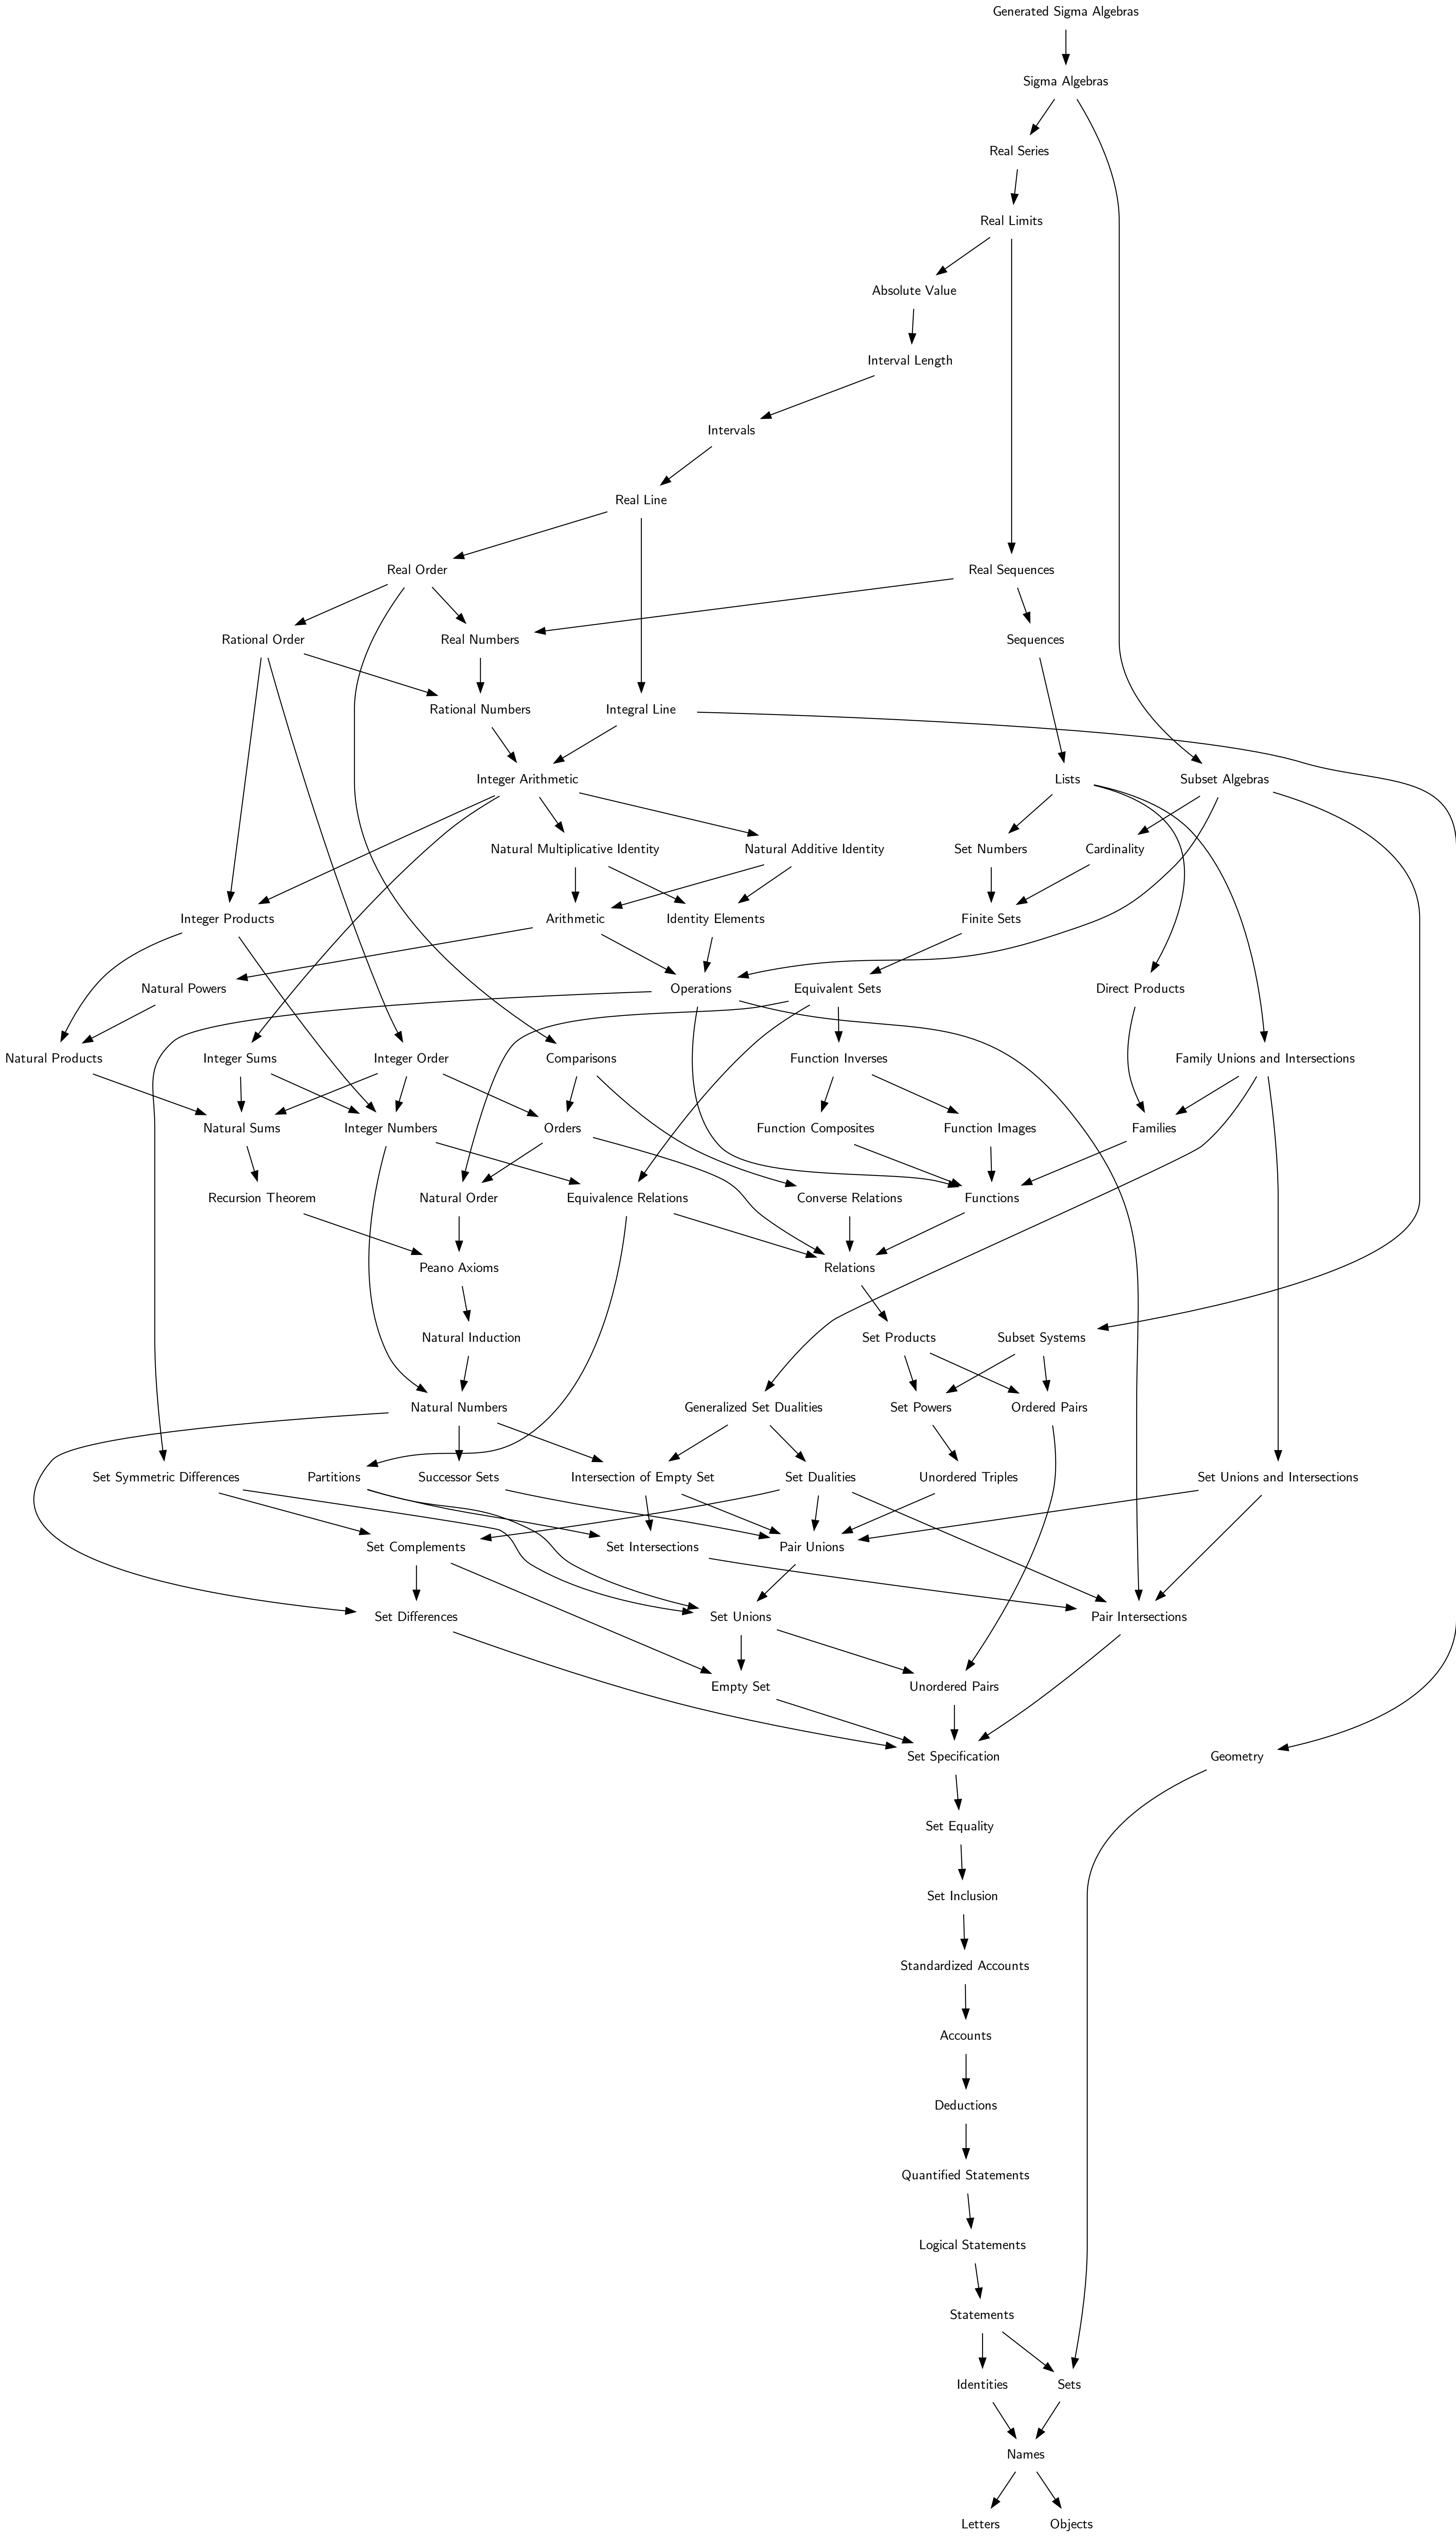 Generated Sigma Algebras
Sigma Algebras
Real Series
Real Limits
Absolute Value
Interval Length
Intervals
Real Line
Real Order
Real Sequences
Rational Order
Real Numbers
Sequences
Rational Numbers
Integral Line
Integer Arithmetic
Lists
Subset Algebras
Natural Multiplicative Identity
Natural Additive Identity
Set Numbers
Cardinality
Integer Products
Arithmetic
Identity Elements
Finite Sets
Natural Powers
Operations
Equivalent Sets
Direct Products
Natural Products
Integer Sums
Integer Order
Comparisons
Function Inverses
Family Unions and Intersections
Natural Sums
Integer Numbers
Orders
Function Composites
Function Images
Families
Recursion Theorem
Natural Order
Equivalence Relations
Converse Relations
Functions
Peano Axioms
Relations
Natural Induction
Set Products
Subset Systems
Natural Numbers
Generalized Set Dualities
Set Powers
Ordered Pairs
Set Symmetric Differences
Partitions
Successor Sets
Intersection of Empty Set
Set Dualities
Unordered Triples
Set Unions and Intersections
Set Complements
Set Intersections
Pair Unions
Set Differences
Set Unions
Pair Intersections
Empty Set
Unordered Pairs
Set Specification
Geometry
Set Equality
Set Inclusion
Standardized Accounts
Accounts
Deductions
Quantified Statements
Logical Statements
Statements
Identities
Sets
Names
Letters
Objects